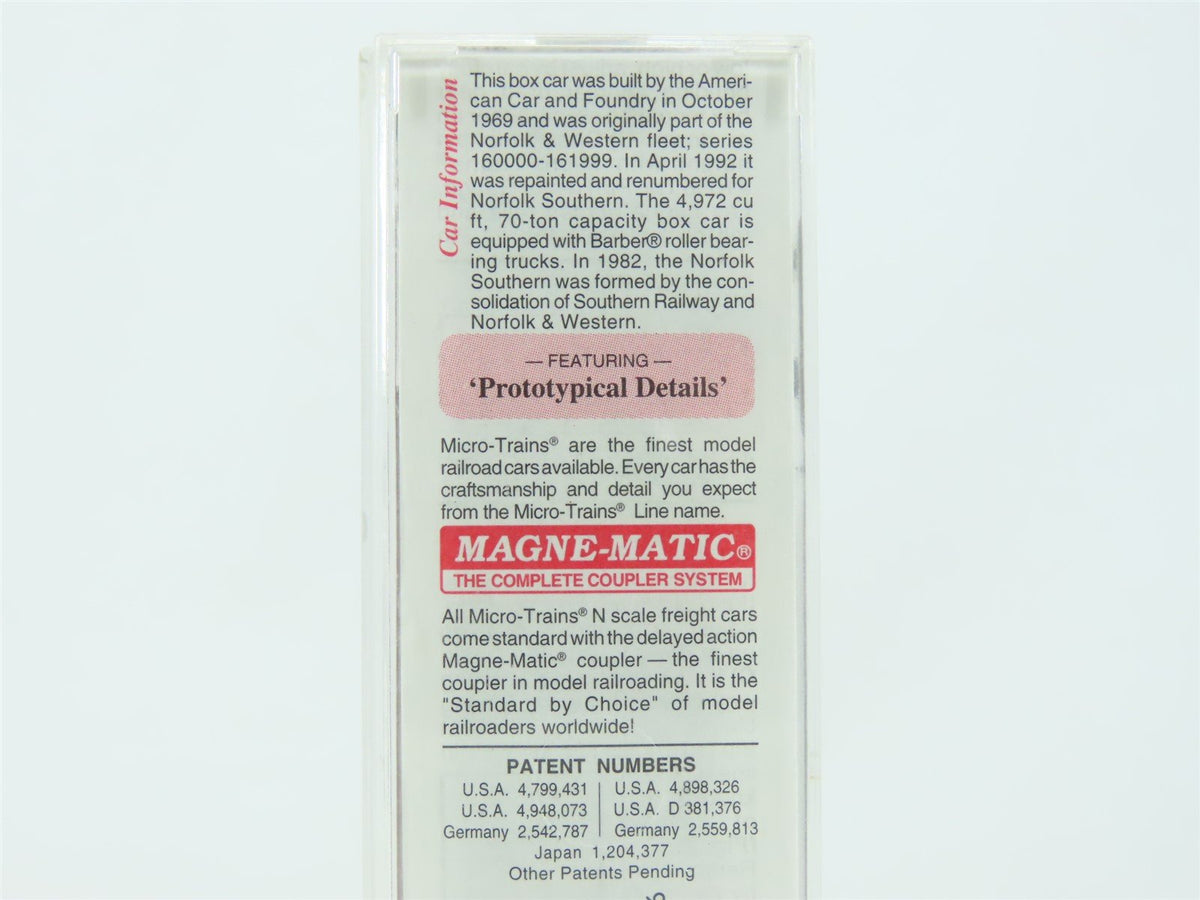 Car Information
This box car was built by the Ameri-
can Car and Foundry in October
1969 and was originally part of the
Norfolk & Western fleet; series
160000-161999. In April 1992 it
was repainted and renumbered for
Norfolk Southern. The 4,972 cu
ft, 70-ton capacity box car is
equipped with Barber® roller bear-
ing trucks. In 1982, the Norfolk
Southern was formed by the con-
solidation of Southern Railway and
Norfolk & Western.
— FEATURING —
'Prototypical Details'
Micro-Trains® are the finest model
railroad cars available. Every car has the
craftsmanship and detail you expect
from the Micro-Trains® Line name.
MAGNE-MATIC®
THE COMPLETE COUPLER SYSTEM
All Micro-Trains® N scale freight cars
come standard with the delayed action
Magne-Matic® coupler — the finest
coupler in model railroading. It is the
"Standard by Choice" of model
railroaders worldwide!
PATENT NUMBERS
U.S.A. 4,799,431 | U.S.A. 4,898,326
U.S.A. 4,948,073 | U.S.A. D 381,376
Germany 2,542,787 | Germany 2,559,813
Japan 1,204,377
Other Patents Pending